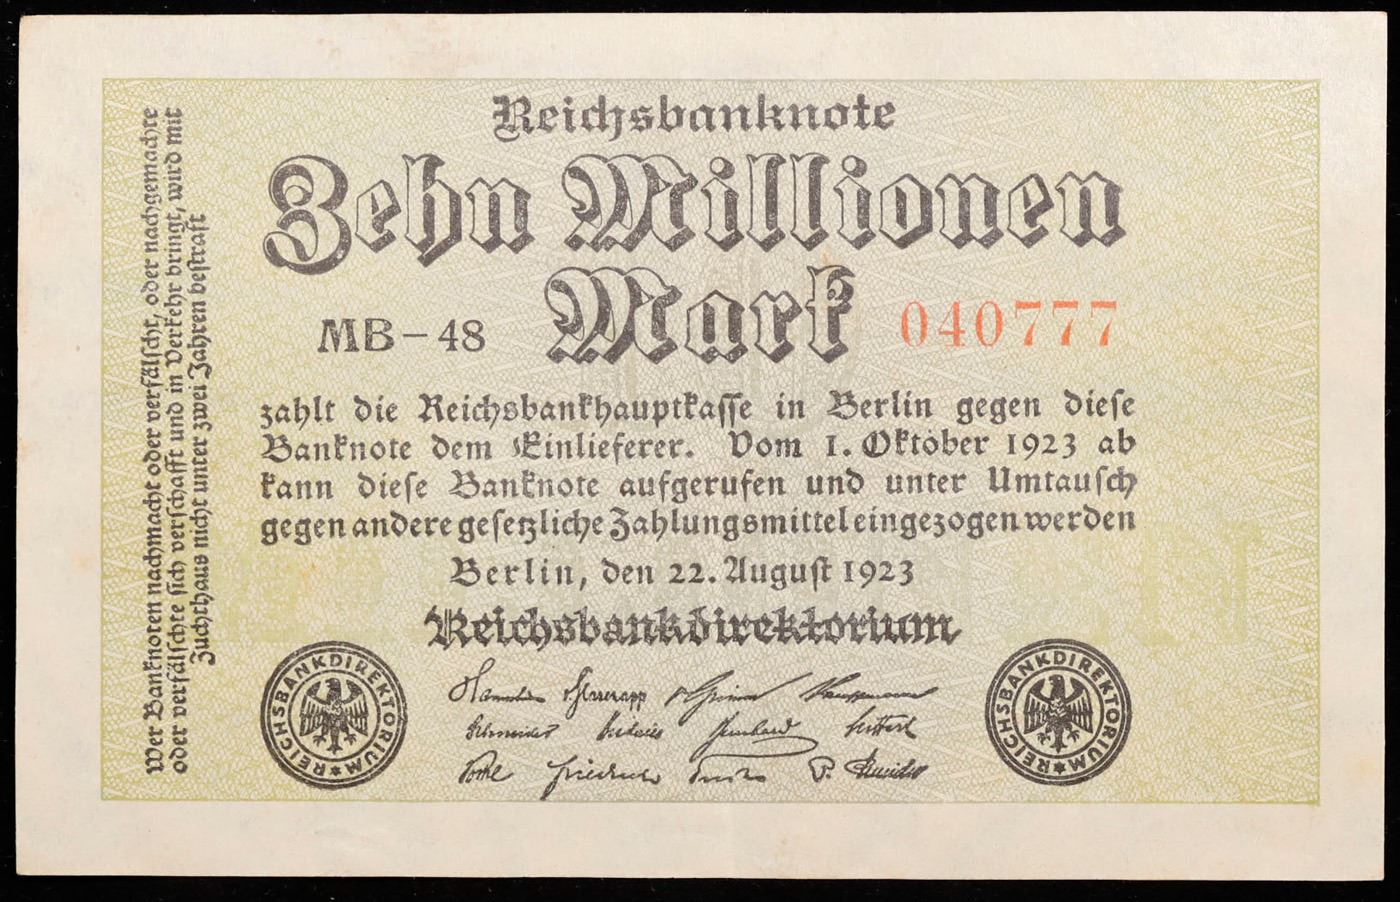 Reichsbanknote
Zehn Millionen
Mark
MB-48
040777
zahlt die Reichsbankhauptkasse in Berlin gegen diese
Banknote dem Einlieferer. Vom 1. Oktober 1923 ab
kann diese Banknote aufgerufen und unter Umtausch
gegen andere gesetzliche Zahlungsmittel eingezogen werden
Berlin, den 22. August 1923
Reichsbankdirektorium
REICHSBANKDIREKTORIUM
REICHSBANKDIREKTORIUM
Wer Banknoten nachmacht oder verfälscht, oder nachgemachte
oder verfälschte sich verschafft und in Verkehr bringt, wird mit
Zuchthaus nicht unter zwei Jahren bestraft